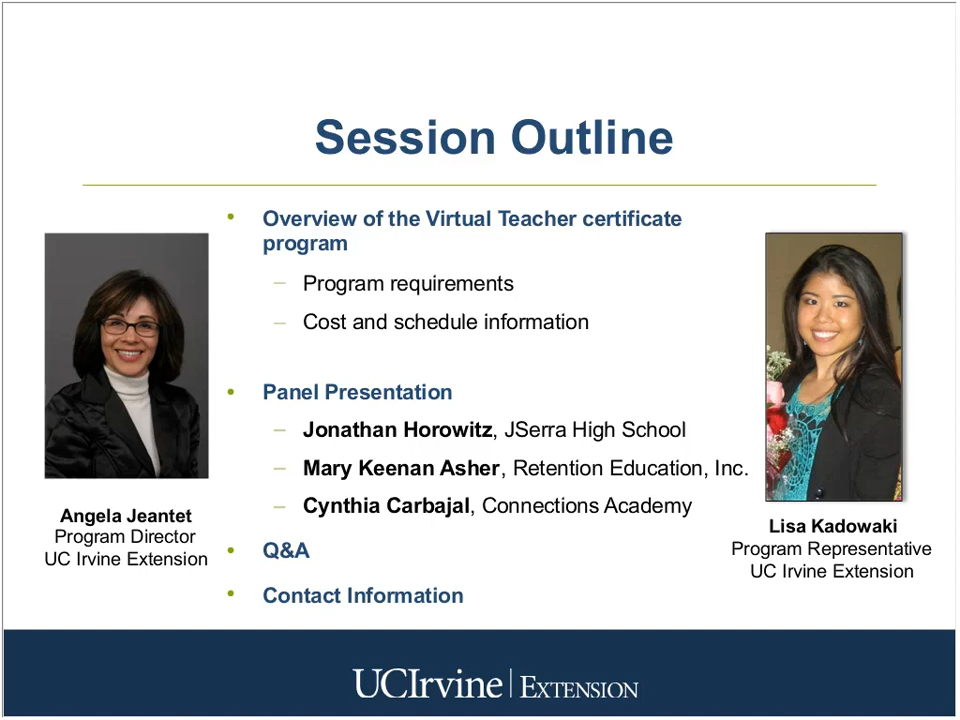 Session Outline
• Overview of the Virtual Teacher certificate
program
– Program requirements
– Cost and schedule information
• Panel Presentation
– Jonathan Horowitz, JSerra High School
– Mary Keenan Asher, Retention Education, Inc.
– Cynthia Carbajal, Connections Academy
• Q&A
• Contact Information
Angela Jeantet
Program Director
UC Irvine Extension
Lisa Kadowaki
Program Representative
UC Irvine Extension
UCIrvine | EXTENSION